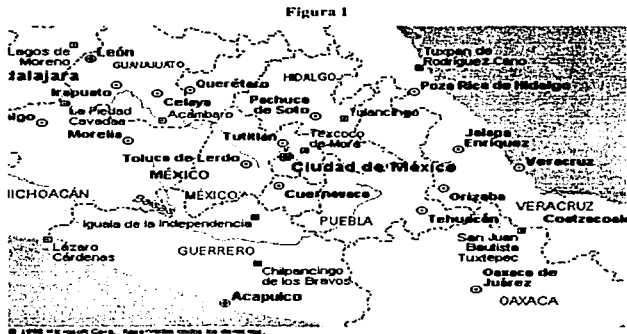 Figura 1
Lagos de
Moreno
León
GUANAJUATO
Irapuato
La Piedad
Cavadas
Celaya
Acámbaro
Querétaro
HIDALGO
Pachuca
de Soto
Tulancingo
Tuxpan de
Rodríguez Cano
Poza Rica de Hidalgo
Morelia
Tultitlán
Texcoco
de Mora
Jalapa
Enríquez
Veracruz
Toluca de Lerdo
Ciudad de México
MÉXICO
MÉXICO
Cuernavaca
Orizaba
VERACRUZ
PUEBLA
Tehuacán
Iguala de la Independencia
San Juan
Bautista
Tuxtepec
Lázaro
Cárdenas
GUERRERO
Chilpancingo
de los Bravos
Oaxaca de
Juárez
OAXACA
Acapulco